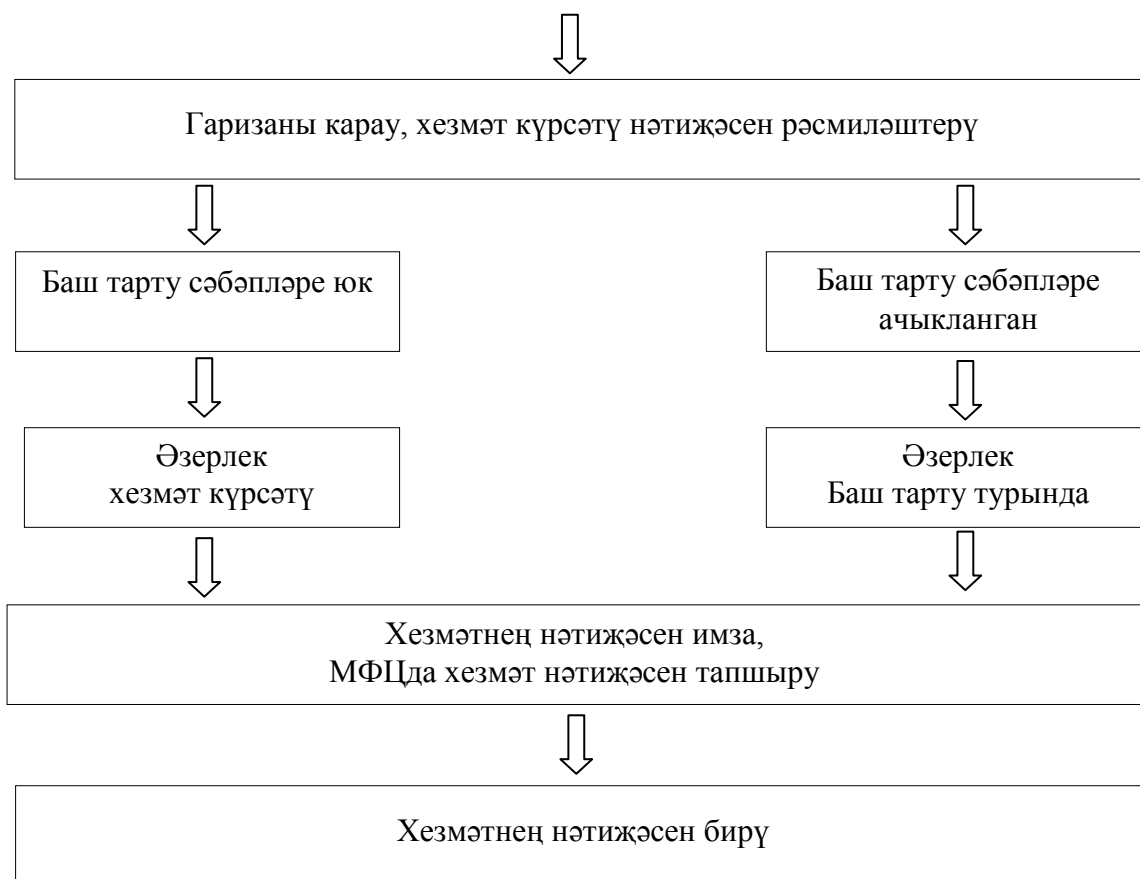 Гаризаны карау, хезмәт күрсәтү нәтиҗәсен рәсмиләштерү
Баш тарту сәбәпләре юк
Баш тарту сәбәпләре
ачыкланган
Әзерлек
хезмәт күрсәтү
Әзерлек
Баш тарту турында
Хезмәтнең нәтиҗәсен имза,
МФЦда хезмәт нәтиҗәсен тапшыру
Хезмәтнең нәтиҗәсен бирү